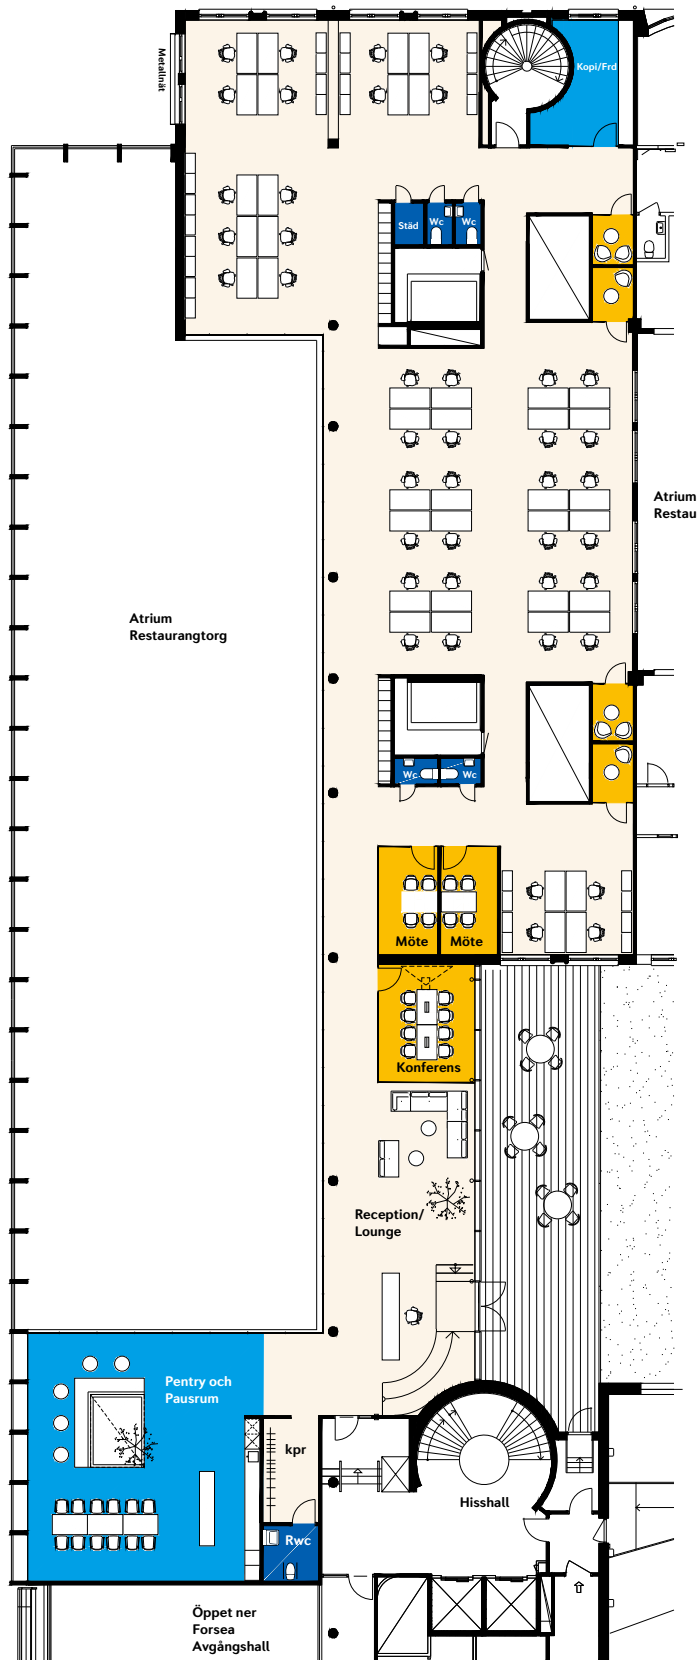 Metallnät
Kopi/Frd
Städ
Wc
Wc
Atrium
Restau
Atrium
Restaurangtorg
Wc
Wc
Möte
Möte
Konferens
Reception/
Lounge
Pentry och
Pausrum
kpr
Hisshall
Rwc
Öppet ner
Forsea
Avgångshall